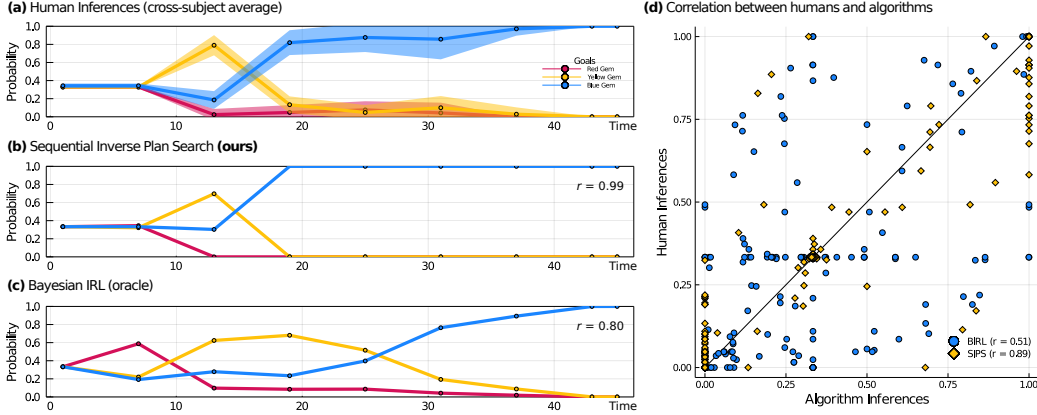 (a) Human Inferences (cross-subject average)
Probability
1.0
0.8
0.6
0.4
0.2
0.0
Goals
Red Gem
Yellow Gem
Blue Gem
0 10 20 30 40 Time
(b) Sequential Inverse Plan Search (ours)
Probability
1.0
0.8
0.6
0.4
0.2
0.0
r = 0.99
0 10 20 30 40 Time
(c) Bayesian IRL (oracle)
Probability
1.0
0.8
0.6
0.4
0.2
0.0
r = 0.80
0 10 20 30 40 Time
(d) Correlation between humans and algorithms
Human Inferences
1.00
0.75
0.50
0.25
0.00
BIRL (r = 0.51)
SIPS (r = 0.89)
0.00 0.25 0.50 0.75 1.00
Algorithm Inferences